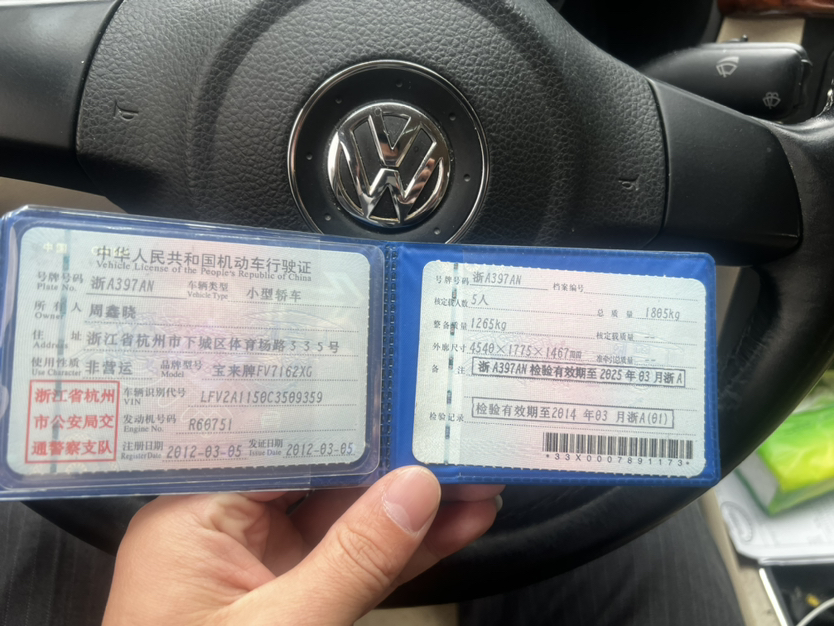 中华人民共和国机动车行驶证
Vehicle License of the People's Republic of China
号牌号码 浙A397AN 车辆类型 小型轿车
Plate No. Vehicle Type
所有人 周鑫晓
Owner
住址 浙江省杭州市下城区体育场路335号
Address
使用性质 非营运 品牌型号 宝来牌FV7162XG
Use Character Model
浙江省杭州
市公安局交
通警察支队
车辆识别代号 LFV2A1150C3509359
VIN
发动机号码 R60751
Engine No.
注册日期 2012-03-05 发证日期 2012-03-05
Register Date Issue Date
号牌号码 浙A397AN 档案编号
核定载人数 5人 总质量 1805kg
整备质量 1265kg 核定载质量 --
外廓尺寸 4540×1775×1467mm 准牵引总质量 --
备注 浙A397AN 检验有效期至2025年03月浙A
检验记录 检验有效期至2014年03月浙A(01)
*33X0007891173*